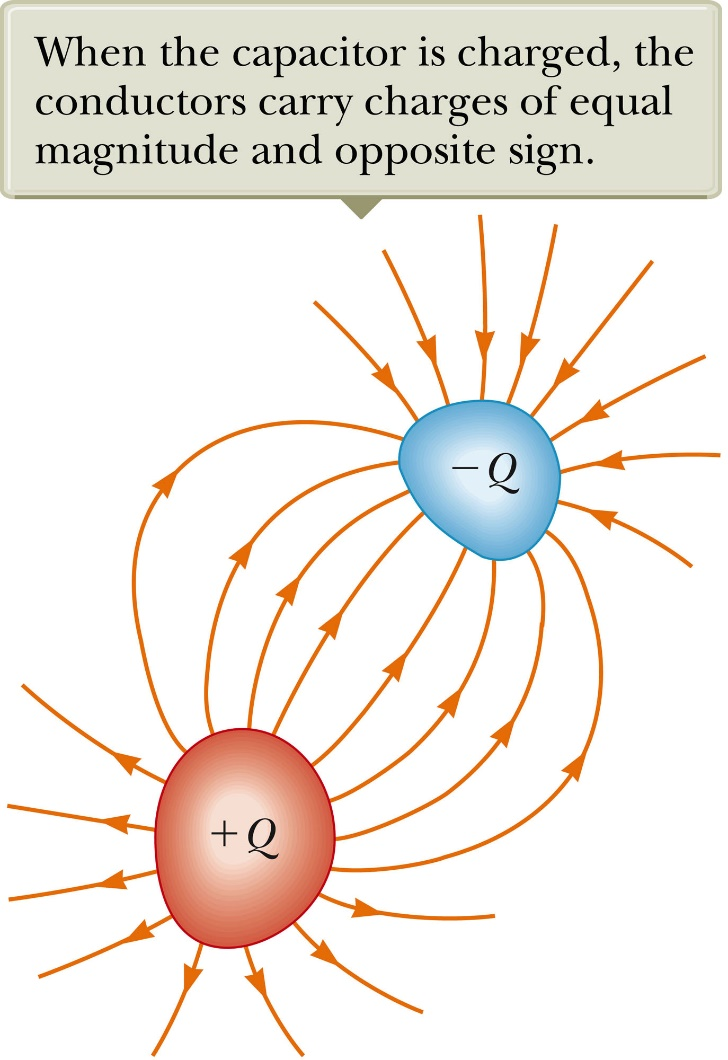 When the capacitor is charged, the
conductors carry charges of equal
magnitude and opposite sign.
−Q
+Q